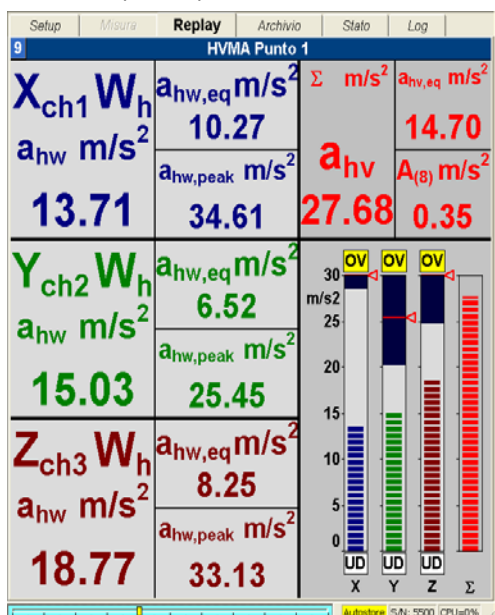 Setup Misura Replay Archivio Stato Log
9 HVMA Punto 1
Xch1 Wh
ahw m/s2
13.71
ahw,eq m/s2
10.27
ahw,peak m/s2
34.61
Σ m/s2
ahv
27.68
ahv,eq m/s2
14.70
A(8) m/s2
0.35
Ych2 Wh
ahw m/s2
15.03
ahw,eq m/s2
6.52
ahw,peak m/s2
25.45
Zch3 Wh
ahw m/s2
18.77
ahw,eq m/s2
8.25
ahw,peak m/s2
33.13
OV OV OV
30
m/s2
25
20
15
10
5
0
UD UD UD
X Y Z Σ
Autostore S/N: 5500 CPU=0%